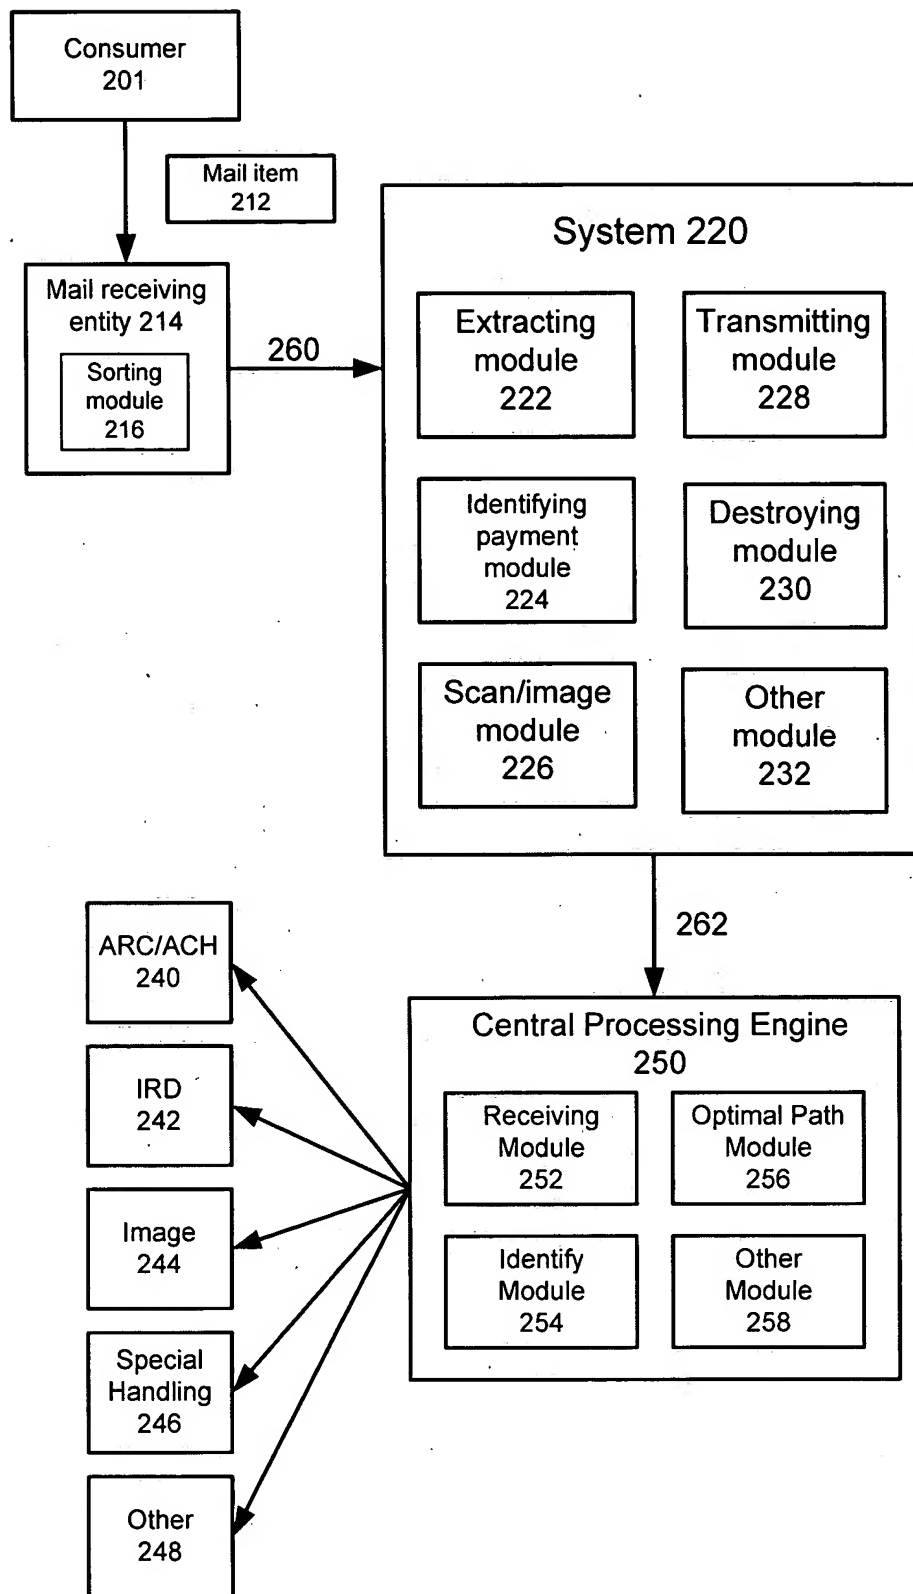 Consumer
201
Mail item
212
Mail receiving
entity 214
Sorting
module
216
260
System 220
Extracting
module
222
Transmitting
module
228
Identifying
payment
module
224
Destroying
module
230
Scan/image
module
226
Other
module
232
262
Central Processing Engine
250
Receiving
Module
252
Optimal Path
Module
256
Identify
Module
254
Other
Module
258
ARC/ACH
240
IRD
242
Image
244
Special
Handling
246
Other
248